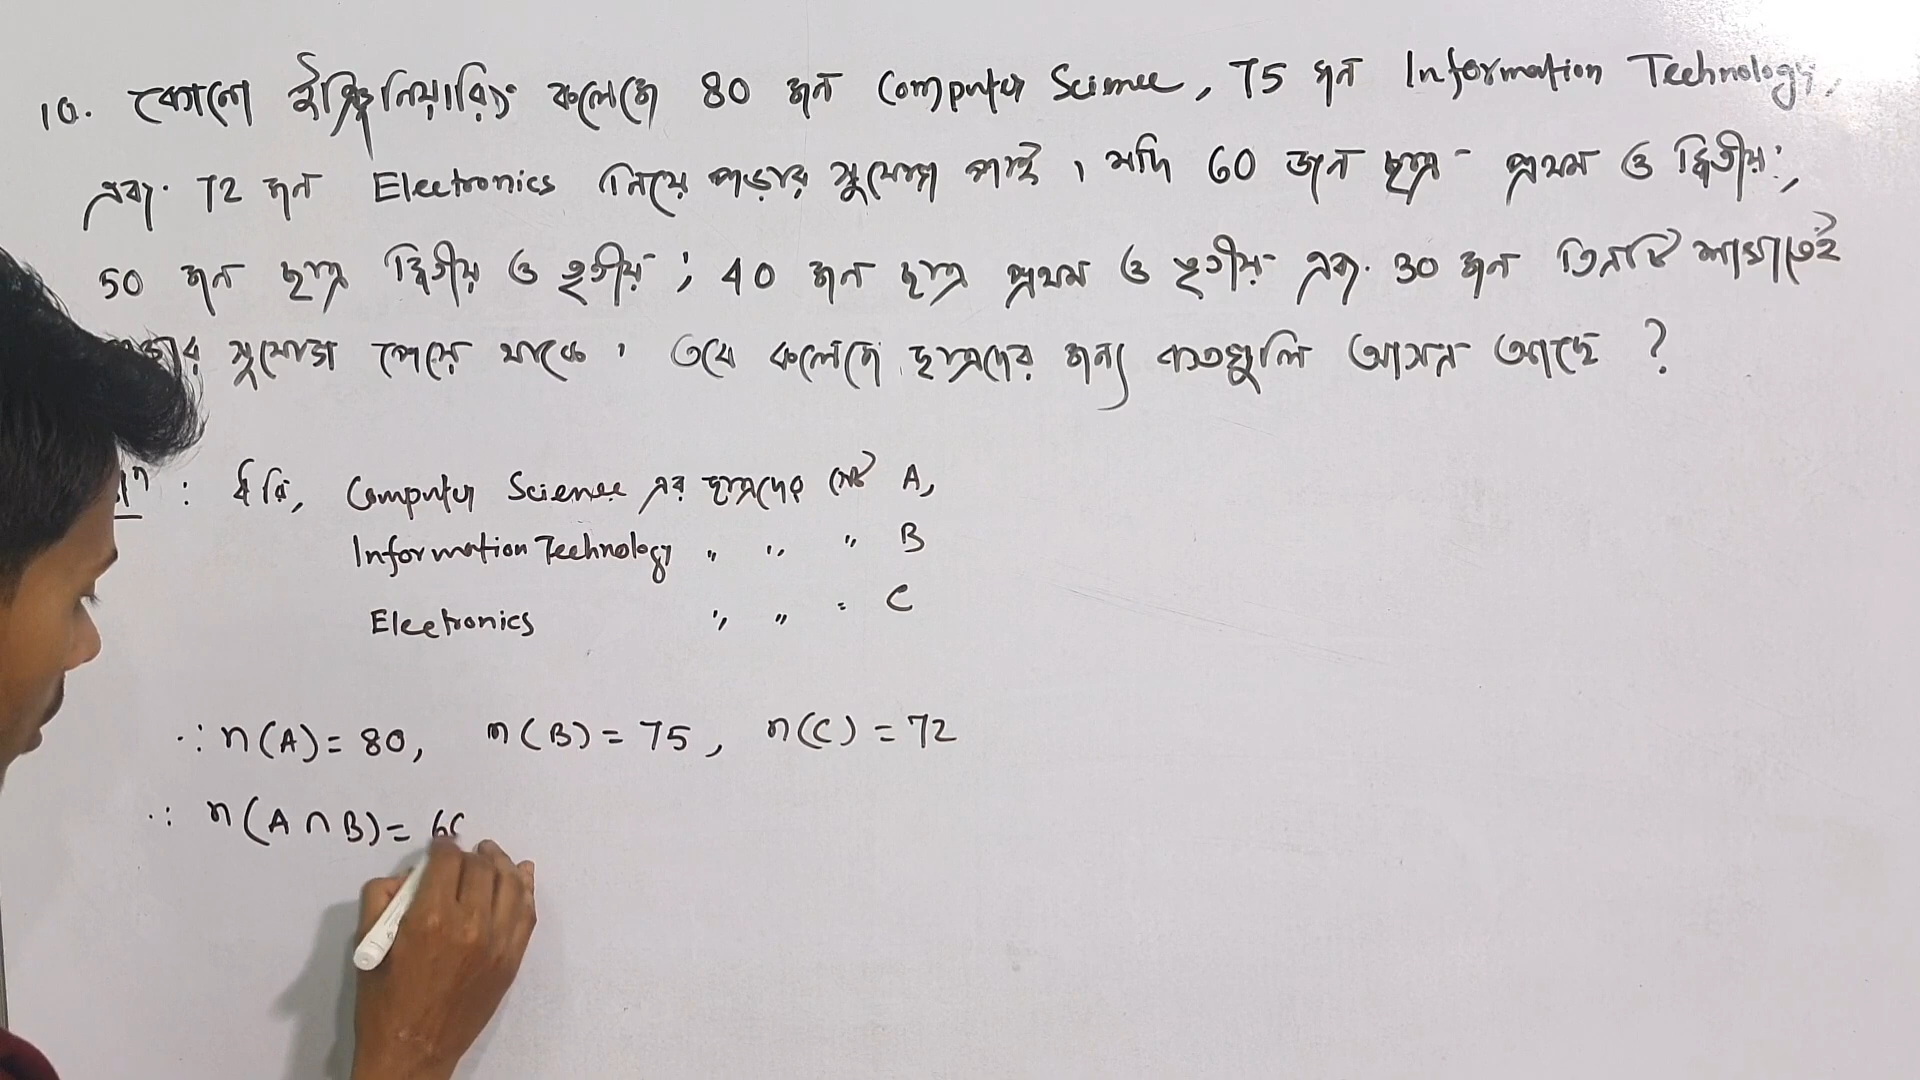 10. কোনো ইঞ্জিনিয়ারিং কলেজে 80 জন Computer Science, 75 জন Information Technology,
এবং 72 জন Electronics নিয়ে পড়ার সুযোগ পাই । যদি 60 জন ছাত্র প্রথম ও দ্বিতীয়;
50 জন ছাত্র দ্বিতীয় ও তৃতীয় ; 40 জন ছাত্র প্রথম ও তৃতীয় এবং 30 জন তিনটি শাখাতেই
সুযোগ পেয়ে থাকে । তবে কলেজে ছাত্রদের জন্য কতগুলি আসন আছে ?
: ধরি, Computer Science এর ছাত্রদের সেট A,
Information Technology " " " B
Electronics " " " C
∴ n(A) = 80, n(B) = 75, n(C) = 72
∴ n(A ∩ B) = 60